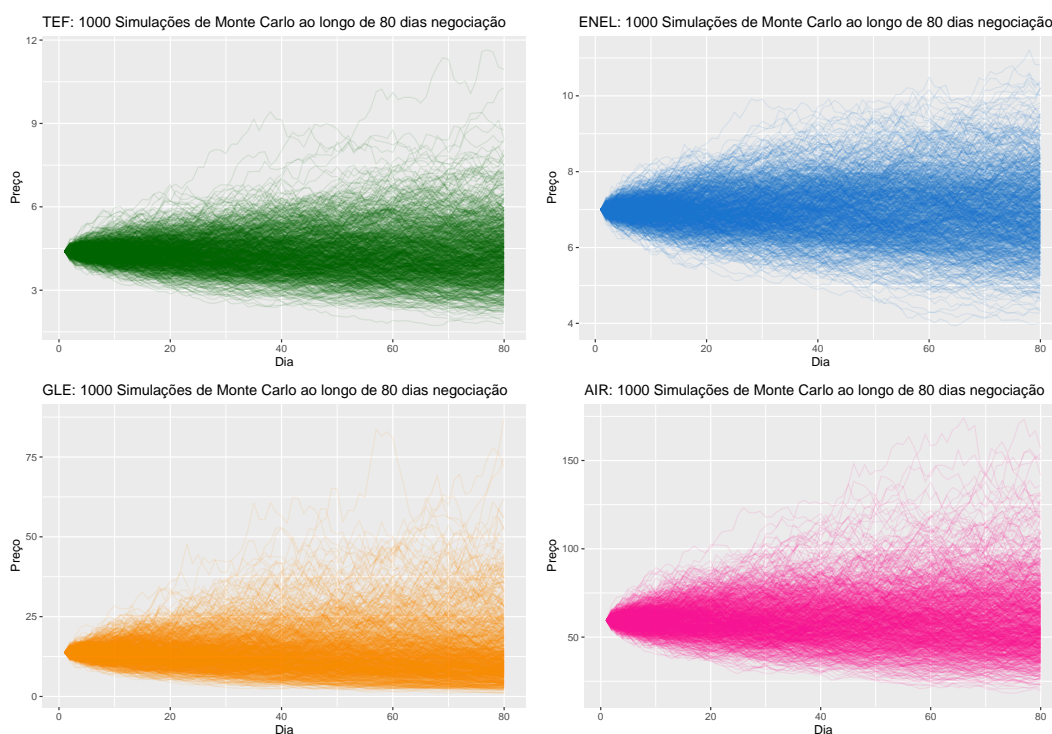 TEF: 1000 Simulações de Monte Carlo ao longo de 80 dias negociação
12
9
6
3
Preço
0
20
40
60
80
Dia
ENEL: 1000 Simulações de Monte Carlo ao longo de 80 dias negociação
10
8
6
4
Preço
0
20
40
60
80
Dia
GLE: 1000 Simulações de Monte Carlo ao longo de 80 dias negociação
75
50
25
0
Preço
0
20
40
60
80
Dia
AIR: 1000 Simulações de Monte Carlo ao longo de 80 dias negociação
150
100
50
Preço
0
20
40
60
80
Dia